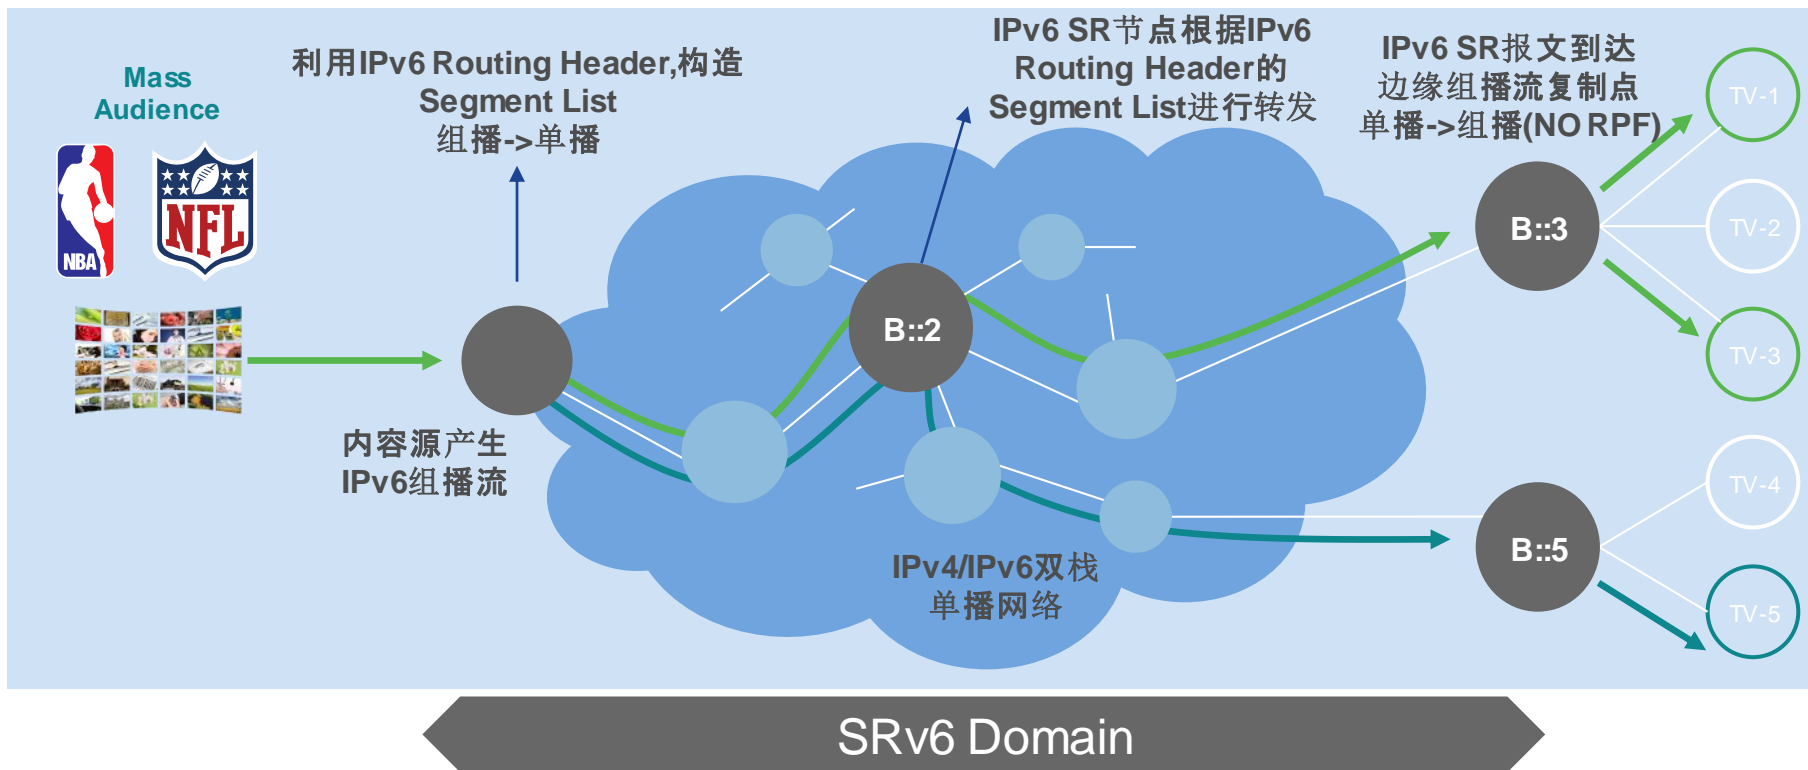 Mass
Audience
NBA
NFL
利用IPv6 Routing Header,构造
Segment List
组播->单播
IPv6 SR节点根据IPv6
Routing Header的
Segment List进行转发
IPv6 SR报文到达
边缘组播流复制点
单播->组播(NO RPF)
TV-1
TV-2
TV-3
B::3
B::2
内容源产生
IPv6组播流
IPv4/IPv6双栈
单播网络
B::5
TV-4
TV-5
SRv6 Domain